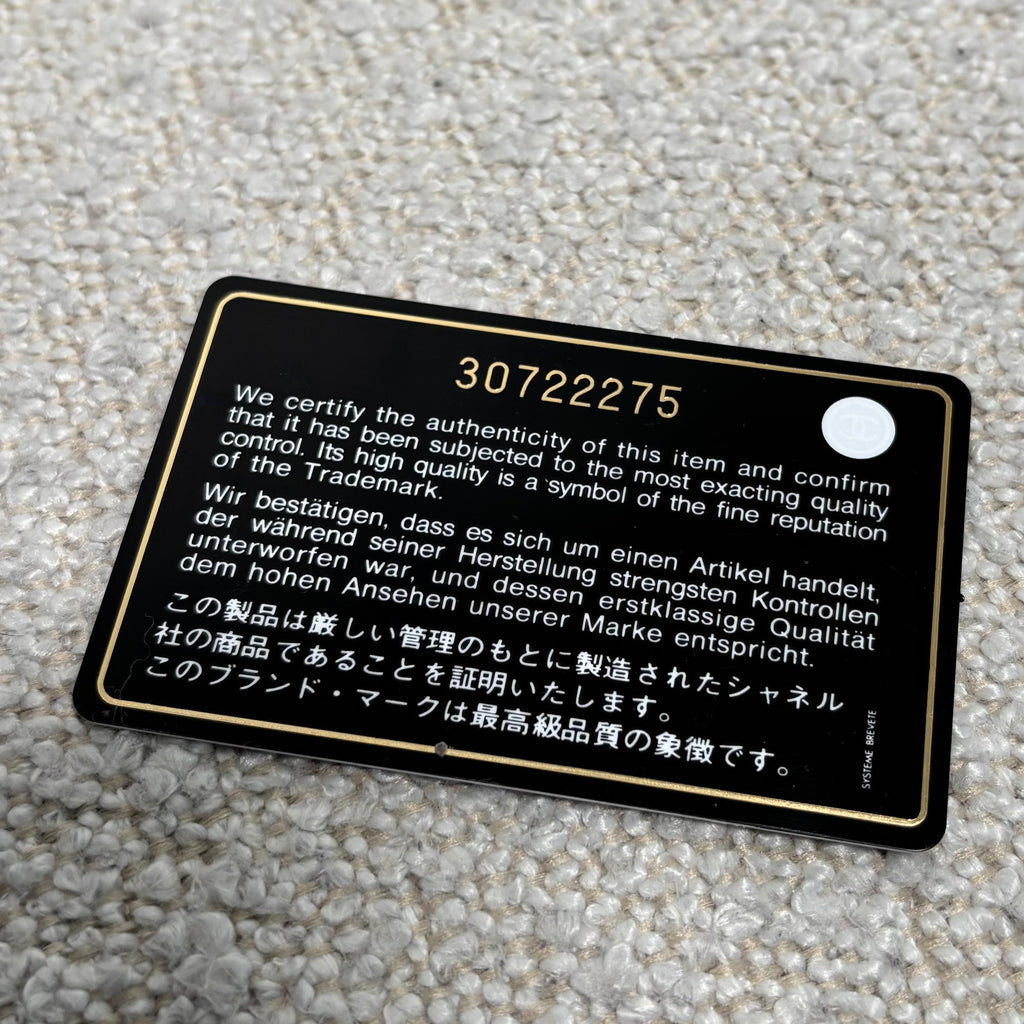 30722275
We certify the authenticity of this item and confirm
that it has been subjected to the most exacting quality
control. Its high quality is a symbol of the fine reputation
of the Trademark.
Wir bestätigen, dass es sich um einen Artikel handelt,
der während seiner Herstellung strengsten Kontrollen
unterworfen war, und dessen erstklassige Qualität
dem hohen Ansehen unserer Marke entspricht.
この製品は厳しい管理のもとに製造されたシャネル
社の商品であることを証明いたします。
このブランド・マークは最高級品質の象徴です。
SYSTEME BREVETE